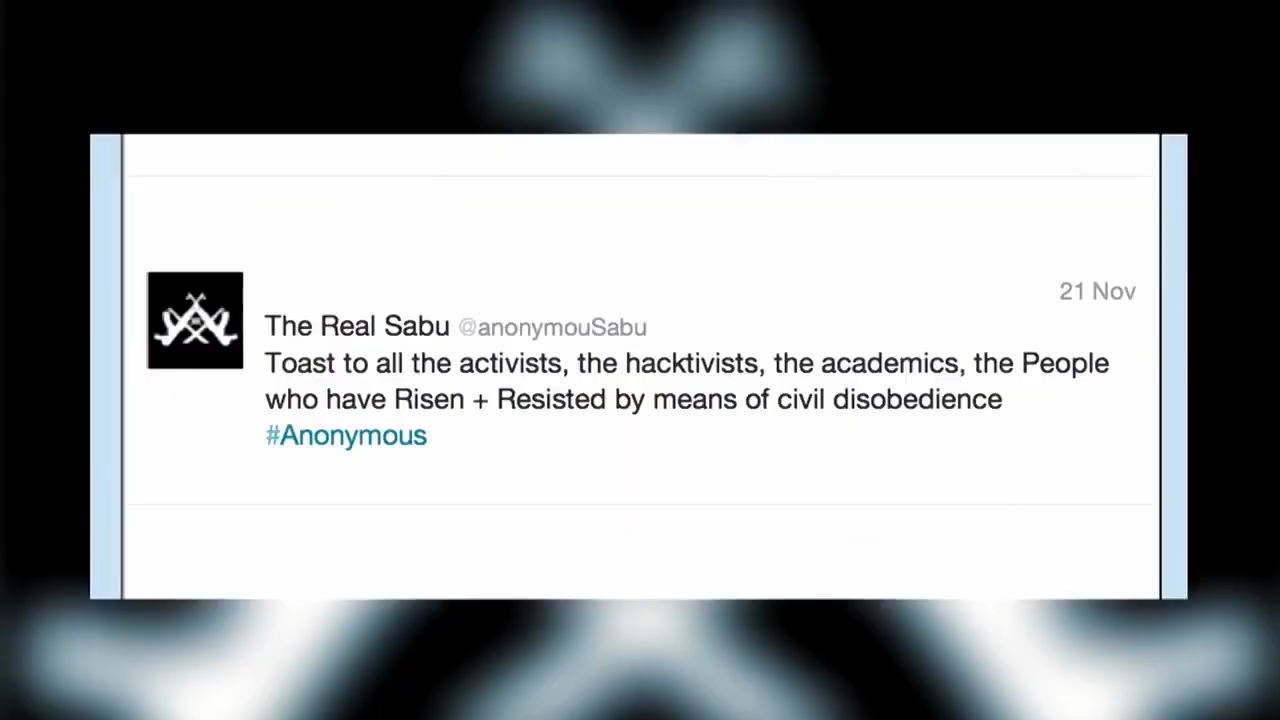 21 Nov
The Real Sabu @anonymouSabu
Toast to all the activists, the hacktivists, the academics, the People
who have Risen + Resisted by means of civil disobedience
#Anonymous